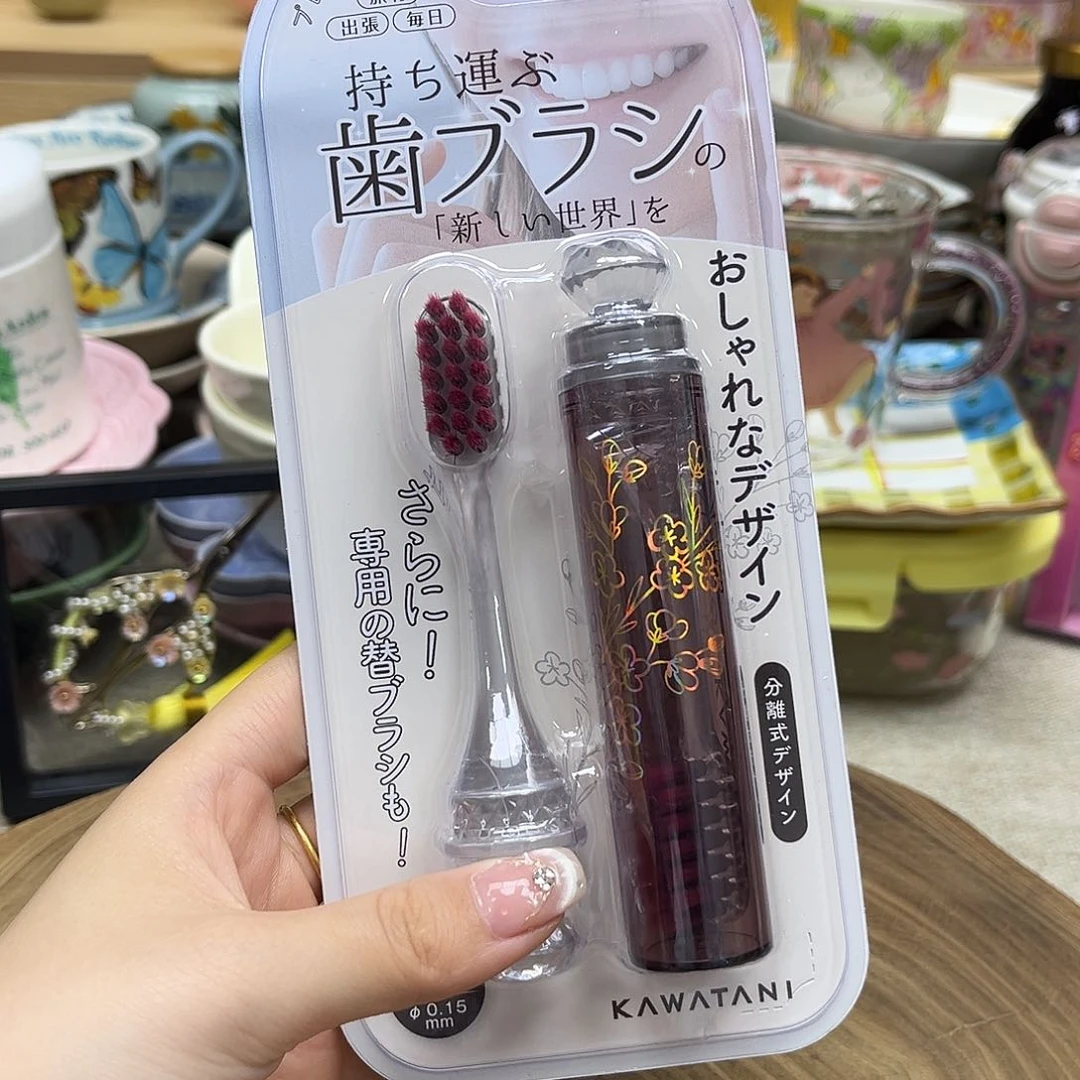 出張 毎日
持ち運ぶ
歯ブラシの
「新しい世界」を
おしゃれなデザイン
さらに!
専用の替ブラシも!
分離式デザイン
φ0.15
mm
KAWATANI